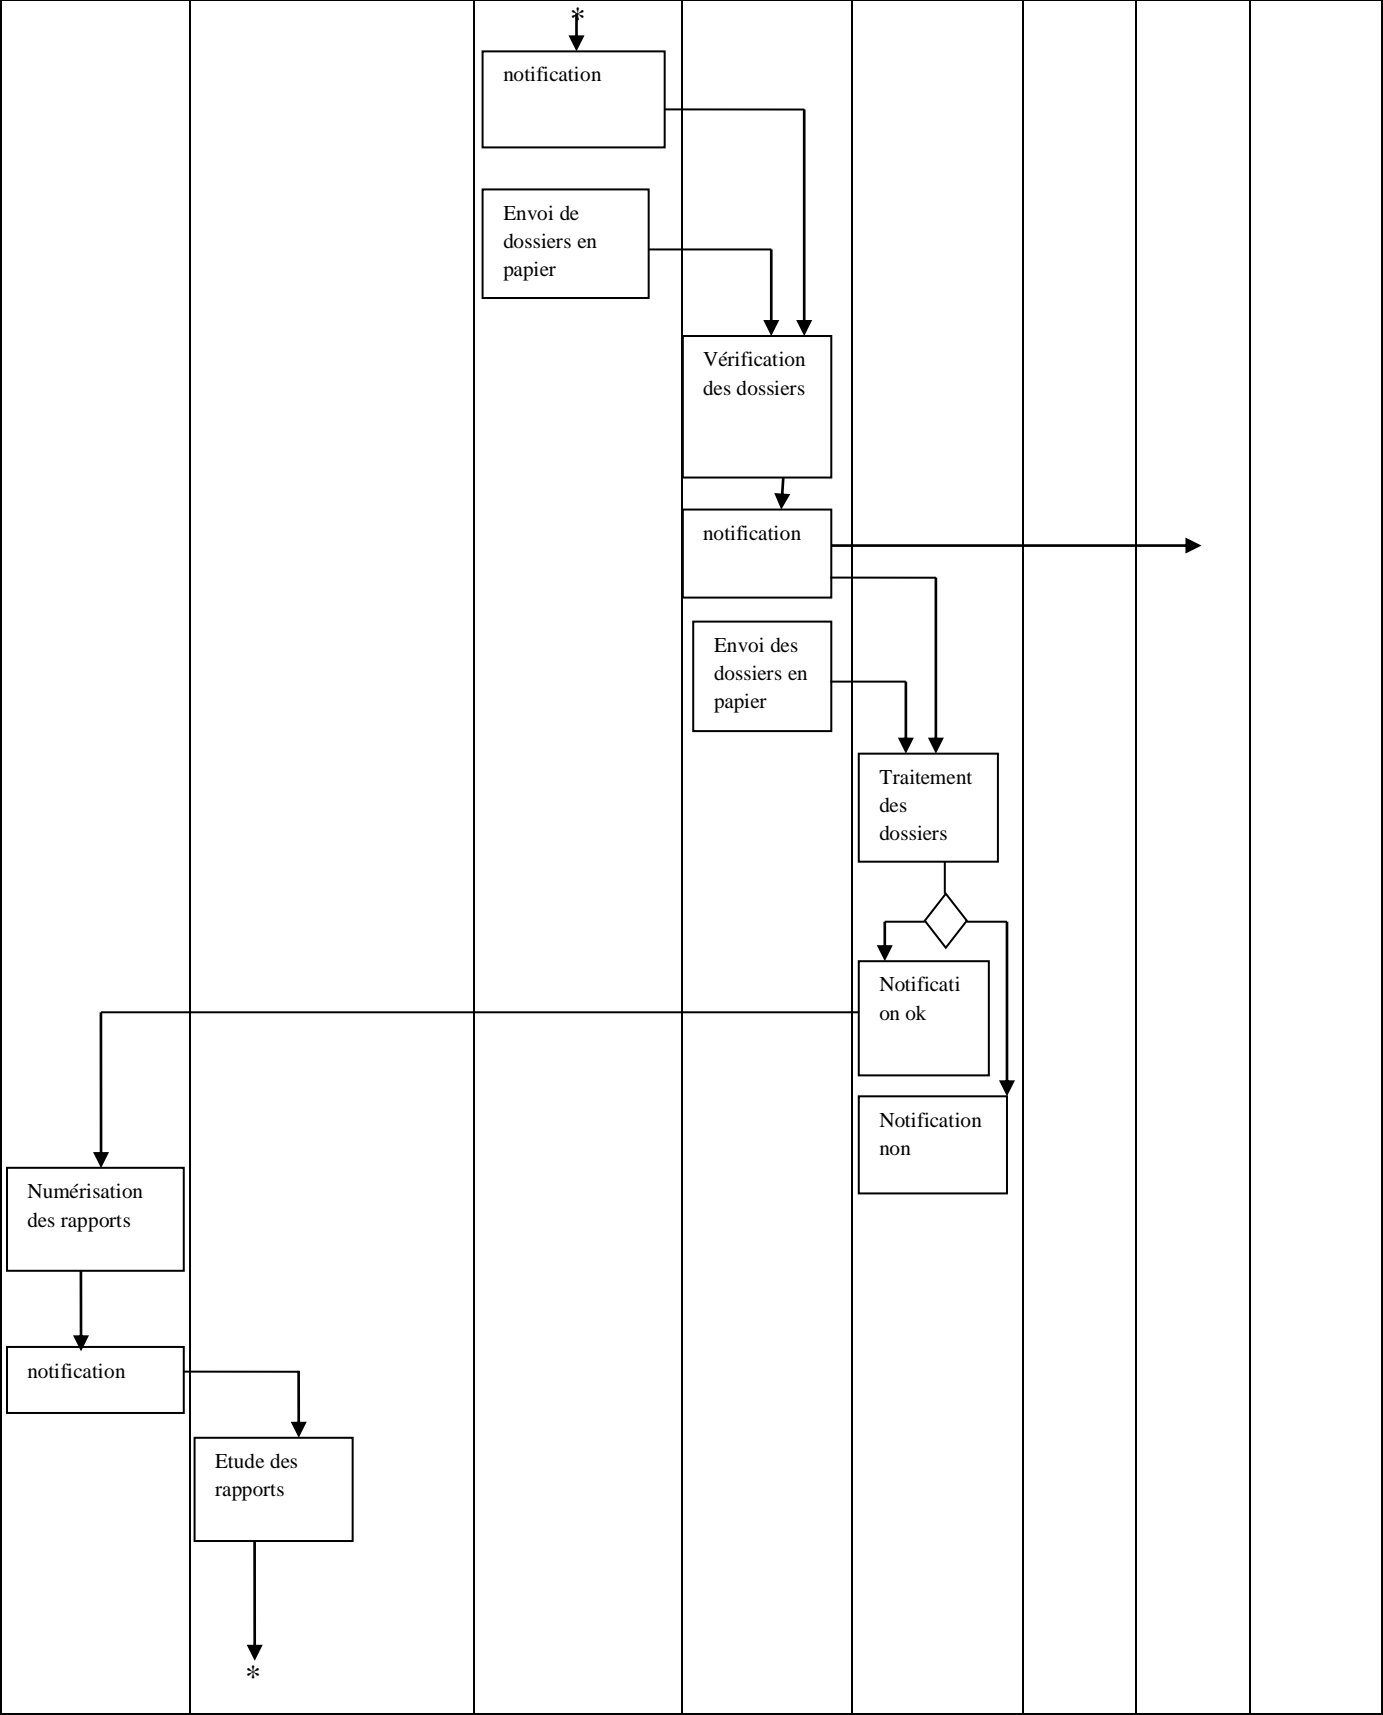 *
notification
Envoi de
dossiers en
papier
Vérification
des dossiers
notification
Envoi des
dossiers en
papier
Traitement
des
dossiers
Notificati
on ok
Notification
non
Numérisation
des rapports
notification
Etude des
rapports
*